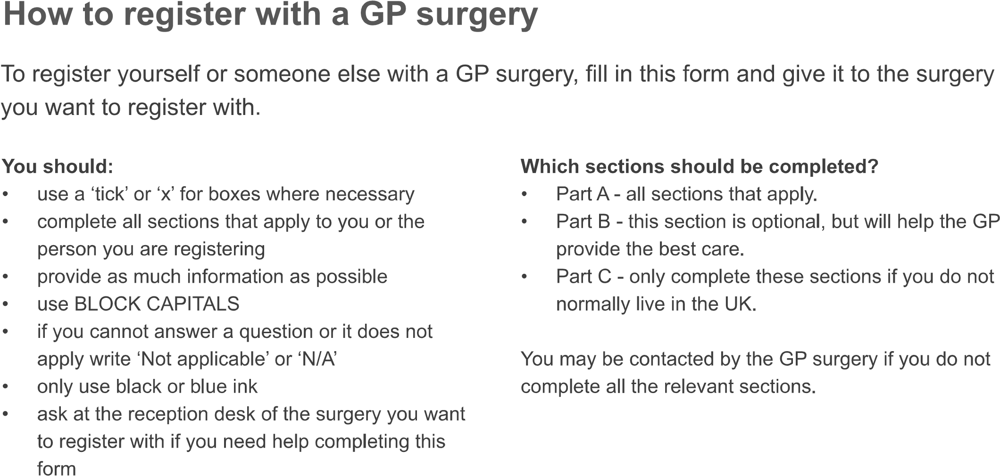 How to register with a GP surgery
To register yourself or someone else with a GP surgery, fill in this form and give it to the surgery
you want to register with.
You should:
• use a ‘tick’ or ‘x’ for boxes where necessary
• complete all sections that apply to you or the
person you are registering
• provide as much information as possible
• use BLOCK CAPITALS
• if you cannot answer a question or it does not
apply write ‘Not applicable’ or ‘N/A’
• only use black or blue ink
• ask at the reception desk of the surgery you want
to register with if you need help completing this
form
Which sections should be completed?
• Part A - all sections that apply.
• Part B - this section is optional, but will help the GP
provide the best care.
• Part C - only complete these sections if you do not
normally live in the UK.
You may be contacted by the GP surgery if you do not
complete all the relevant sections.